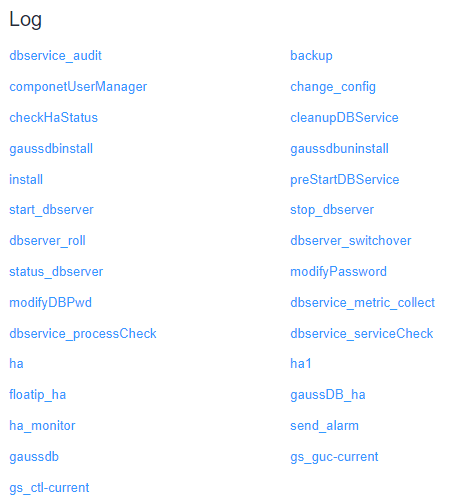 Log
dbservice_audit backup
componetUserManager change_config
checkHaStatus cleanupDBService
gaussdbinstall gaussdbuninstall
install preStartDBService
start_dbserver stop_dbserver
dbserver_roll dbserver_switchover
status_dbserver modifyPassword
modifyDBPwd dbservice_metric_collect
dbservice_processCheck dbservice_serviceCheck
ha ha1
floatip_ha gaussDB_ha
ha_monitor send_alarm
gaussdb gs_guc-current
gs_ctl-current